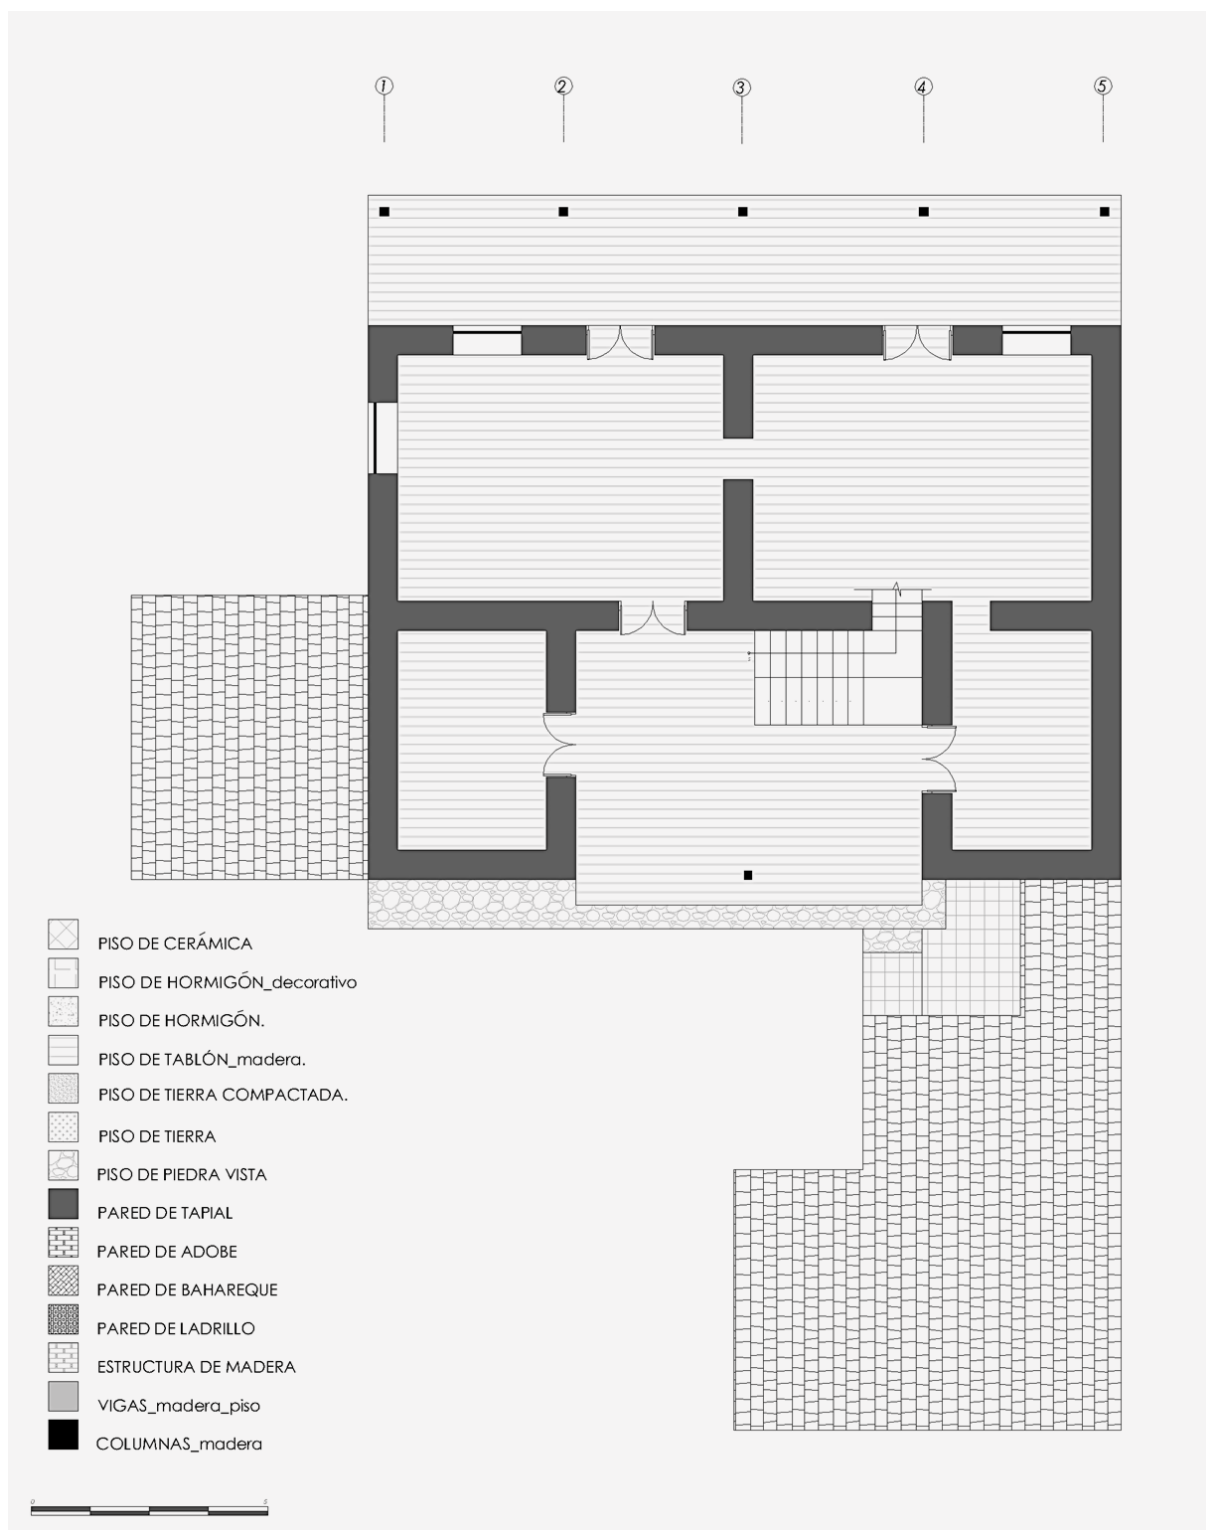 1 2 3 4 5
PISO DE CERÁMICA
PISO DE HORMIGÓN_decorativo
PISO DE HORMIGÓN.
PISO DE TABLÓN_madera.
PISO DE TIERRA COMPACTADA.
PISO DE TIERRA
PISO DE PIEDRA VISTA
PARED DE TAPIAL
PARED DE ADOBE
PARED DE BAHAREQUE
PARED DE LADRILLO
ESTRUCTURA DE MADERA
VIGAS_madera_piso
COLUMNAS_madera
0 5